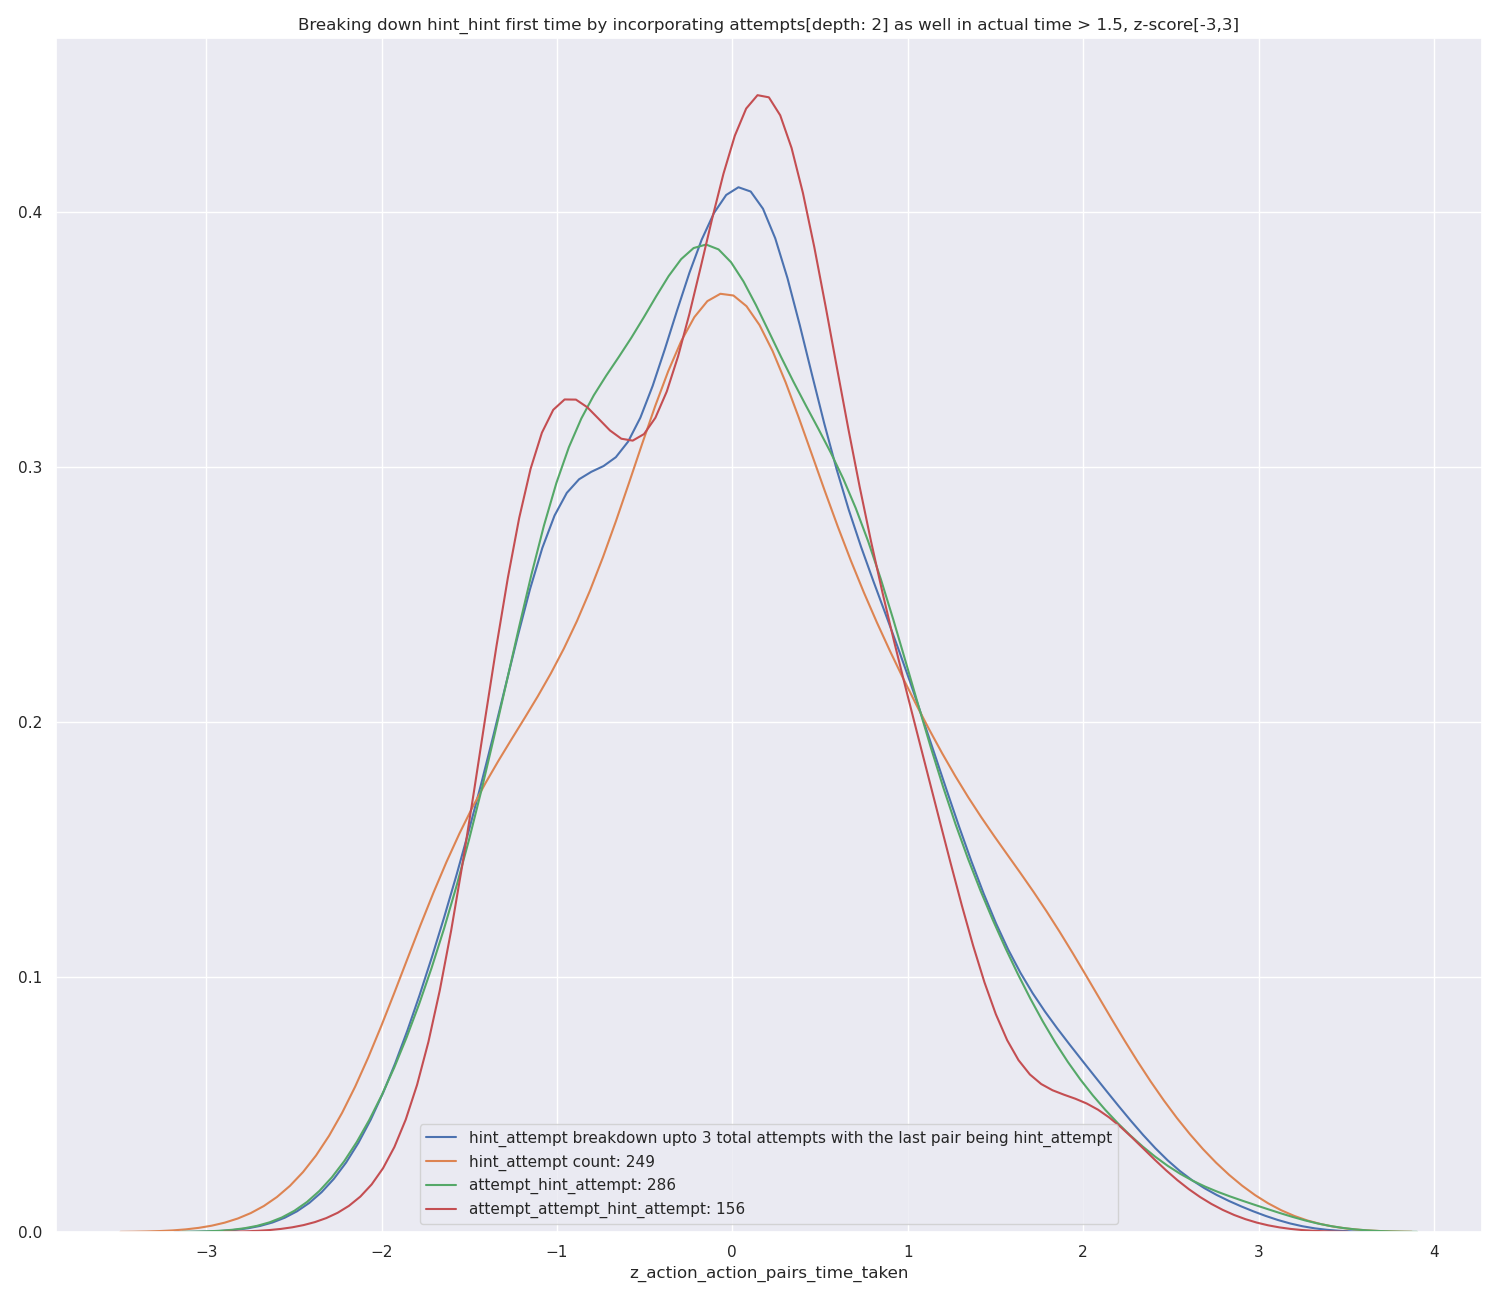 Breaking down hint_hint first time by incorporating attempts[depth: 2] as well in actual time > 1.5, z-score[-3,3]
0.4
0.3
0.2
0.1
0.0
hint_attempt breakdown upto 3 total attempts with the last pair being hint_attempt
hint_attempt count: 249
attempt_hint_attempt: 286
attempt_attempt_hint_attempt: 156
−3 −2 −1 0 1 2 3 4
z_action_action_pairs_time_taken